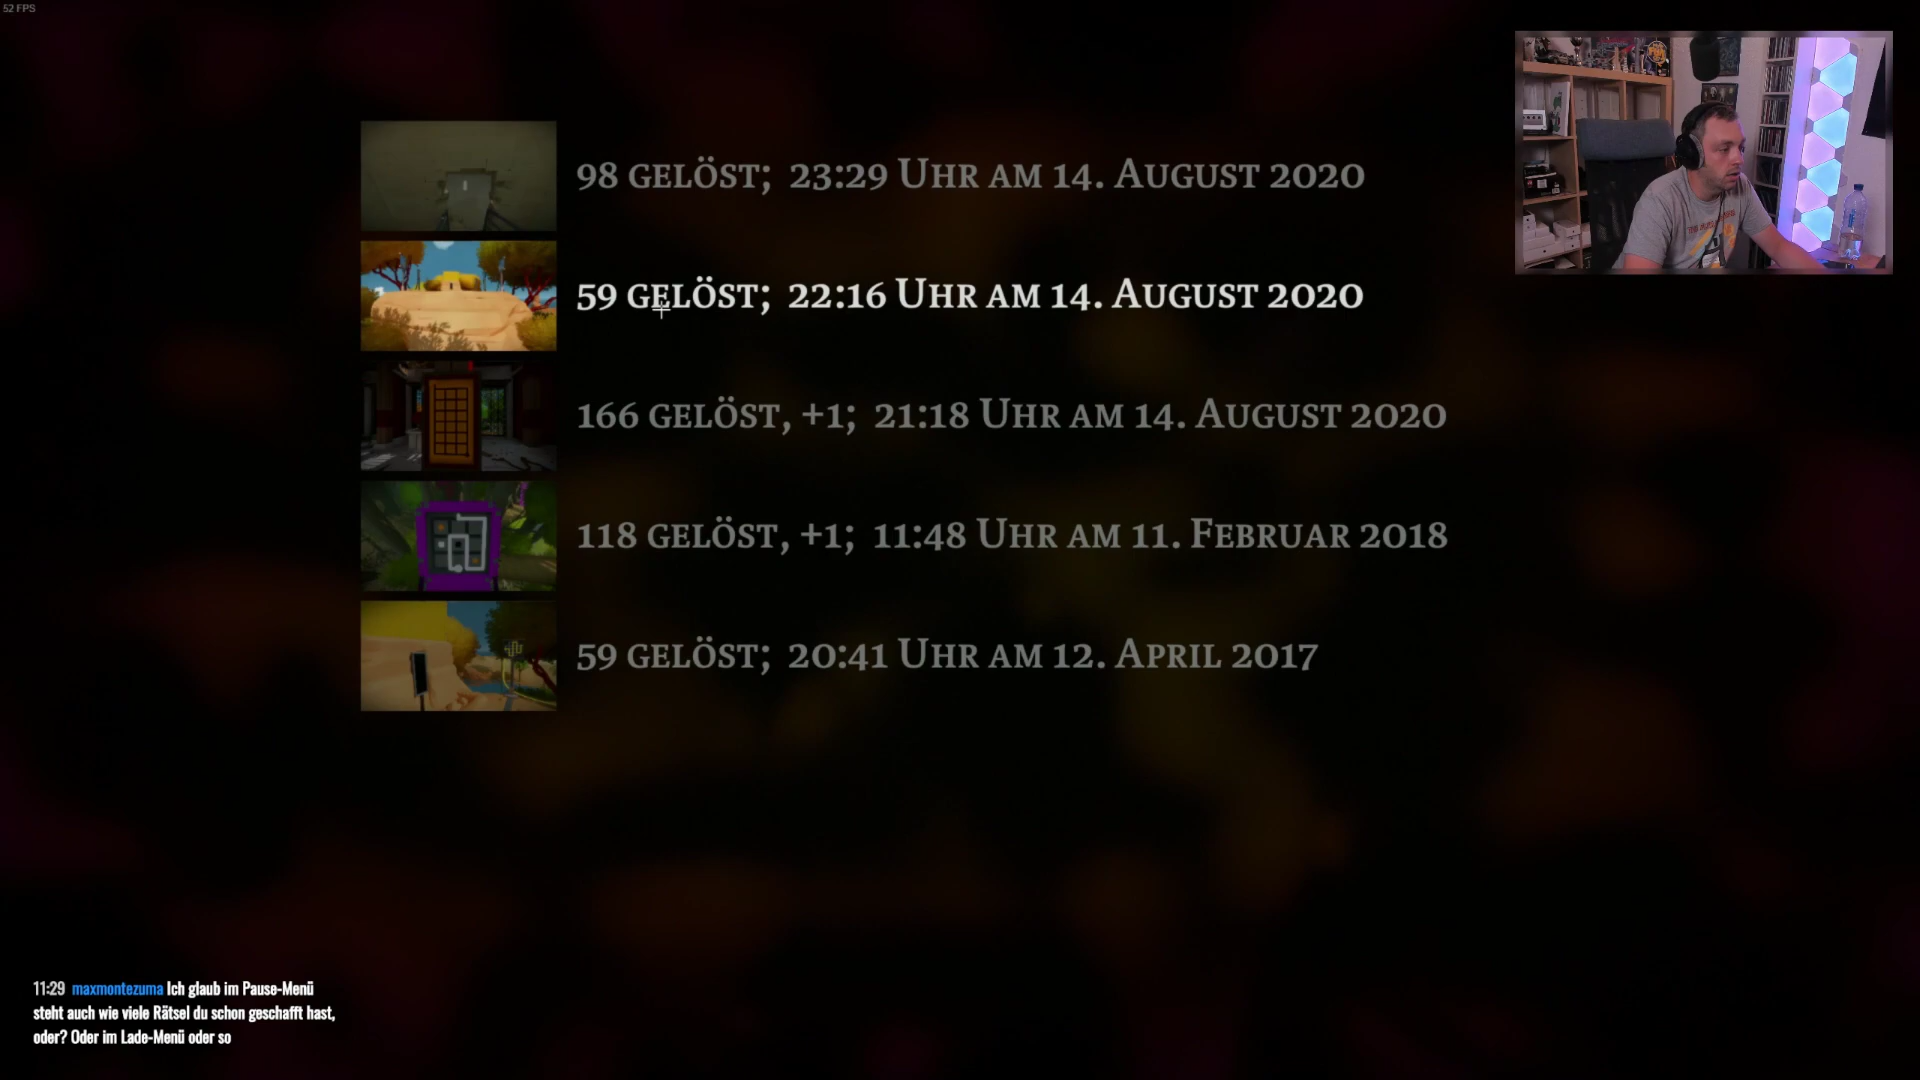 52 FPS
98 GELÖST; 23:29 UHR AM 14. AUGUST 2020
59 GELÖST; 22:16 UHR AM 14. AUGUST 2020
166 GELÖST, +1; 21:18 UHR AM 14. AUGUST 2020
118 GELÖST, +1; 11:48 UHR AM 11. FEBRUAR 2018
59 GELÖST; 20:41 UHR AM 12. APRIL 2017
11:29 maxmontezuma Ich glaub im Pause-Menü
steht auch wie viele Rätsel du schon geschafft hast,
oder? Oder im Lade-Menü oder so